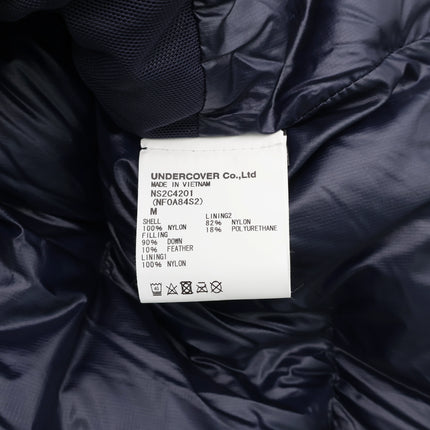 UNDERCOVER Co.,Ltd
MADE IN VIETNAM
NS2C4201
(NF0A84S2)
M
SHELL
100% NYLON
FILLING
90% DOWN
10% FEATHER
LINING1
100% NYLON
LINING2
82% NYLON
18% POLYURETHANE